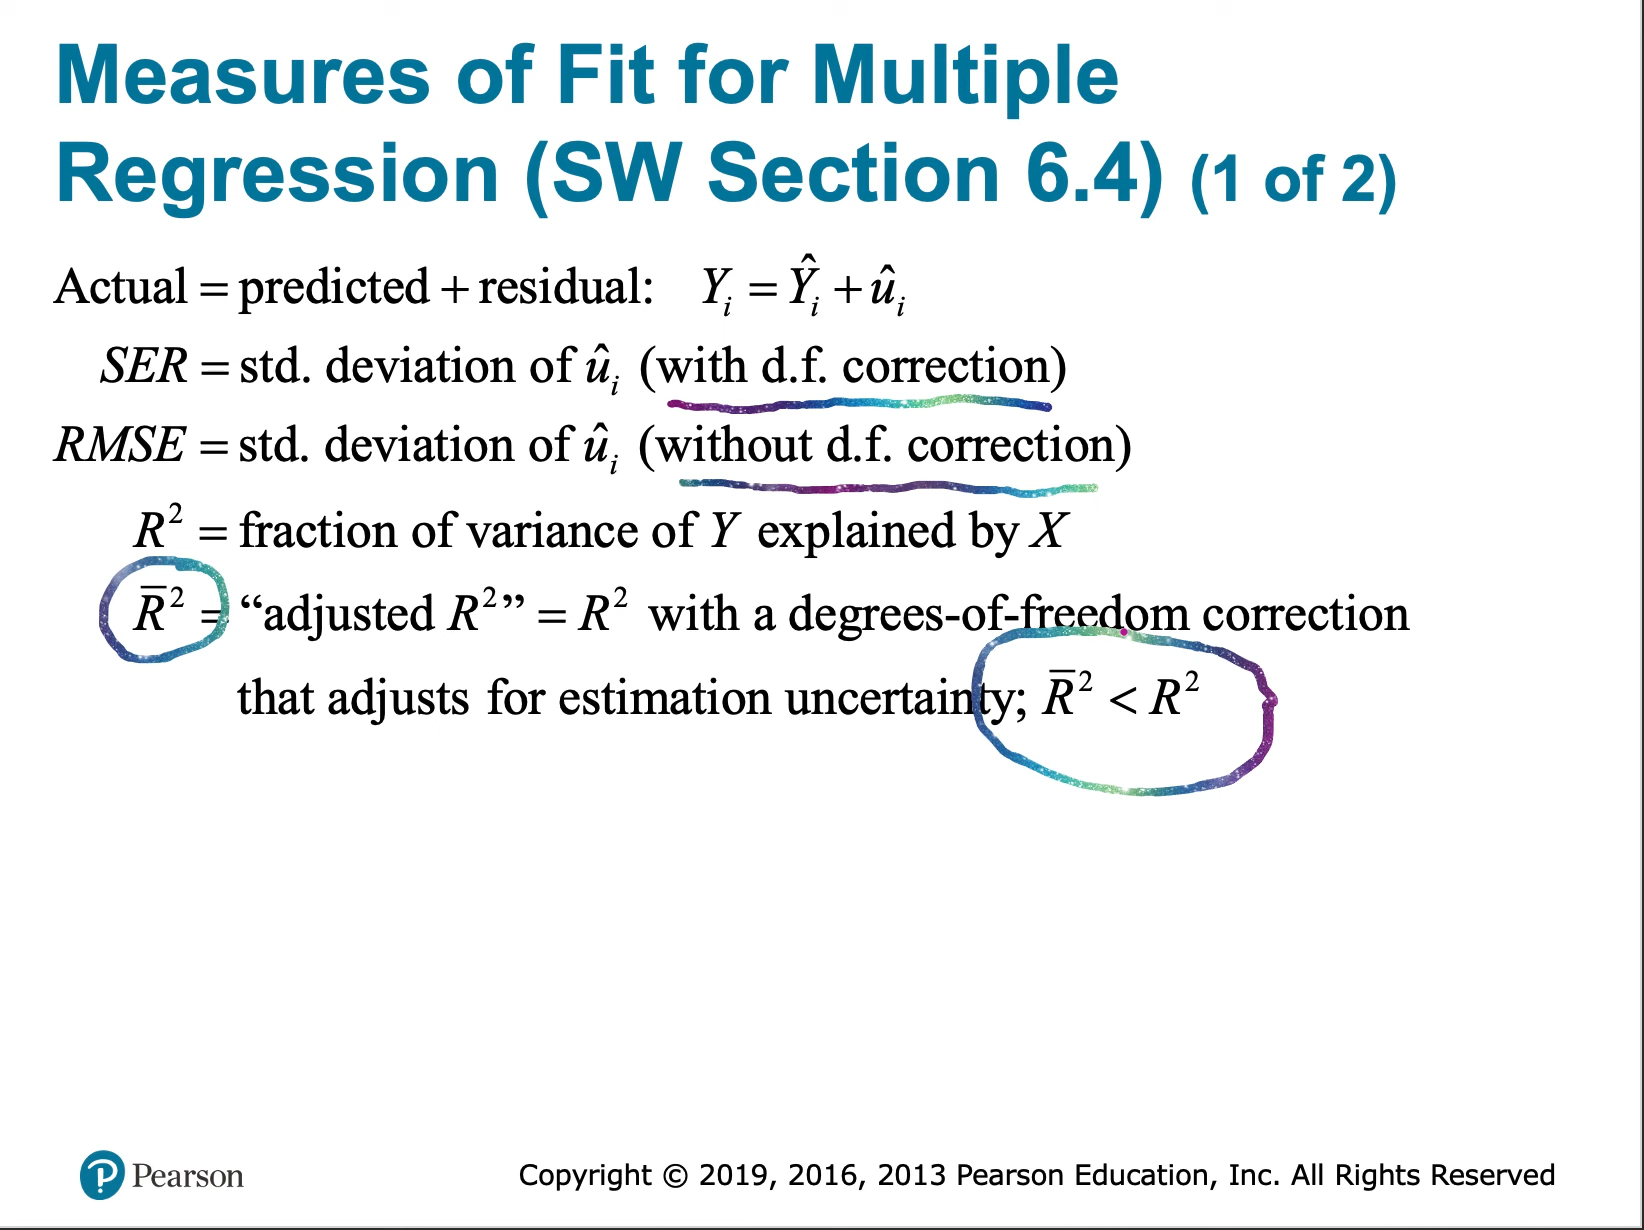 Measures of Fit for Multiple
Regression (SW Section 6.4) (1 of 2)
Actual = predicted + residual: Yᵢ = Ŷᵢ + ûᵢ
SER = std. deviation of ûᵢ (with d.f. correction)
RMSE = std. deviation of ûᵢ (without d.f. correction)
R² = fraction of variance of Y explained by X
R̅² = “adjusted R²” = R² with a degrees-of-freedom correction
that adjusts for estimation uncertainty; R̅² < R²
Pearson
Copyright © 2019, 2016, 2013 Pearson Education, Inc. All Rights Reserved